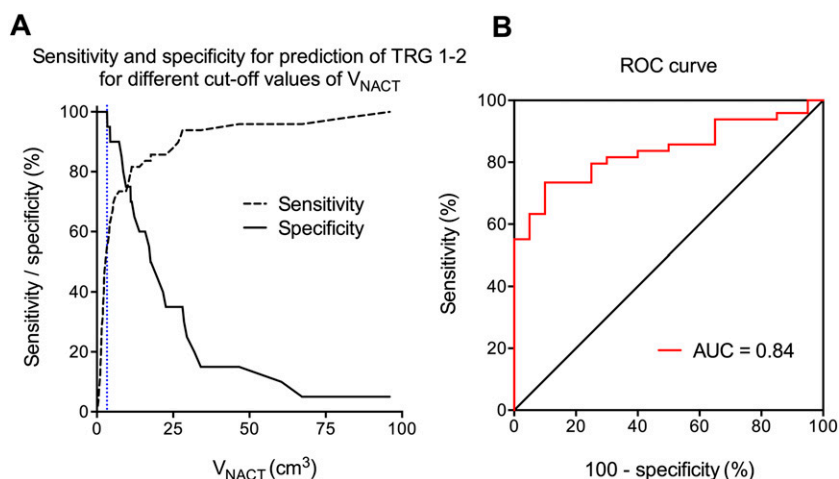 A
Sensitivity and specificity for prediction of TRG 1-2
for different cut-off values of V_NACT
100
80
60
40
20
0
Sensitivity / specificity (%)
Sensitivity
Specificity
0 25 50 75 100
V_NACT (cm³)
B
ROC curve
100
80
60
40
20
0
Sensitivity (%)
AUC = 0.84
0 20 40 60 80 100
100 - specificity (%)